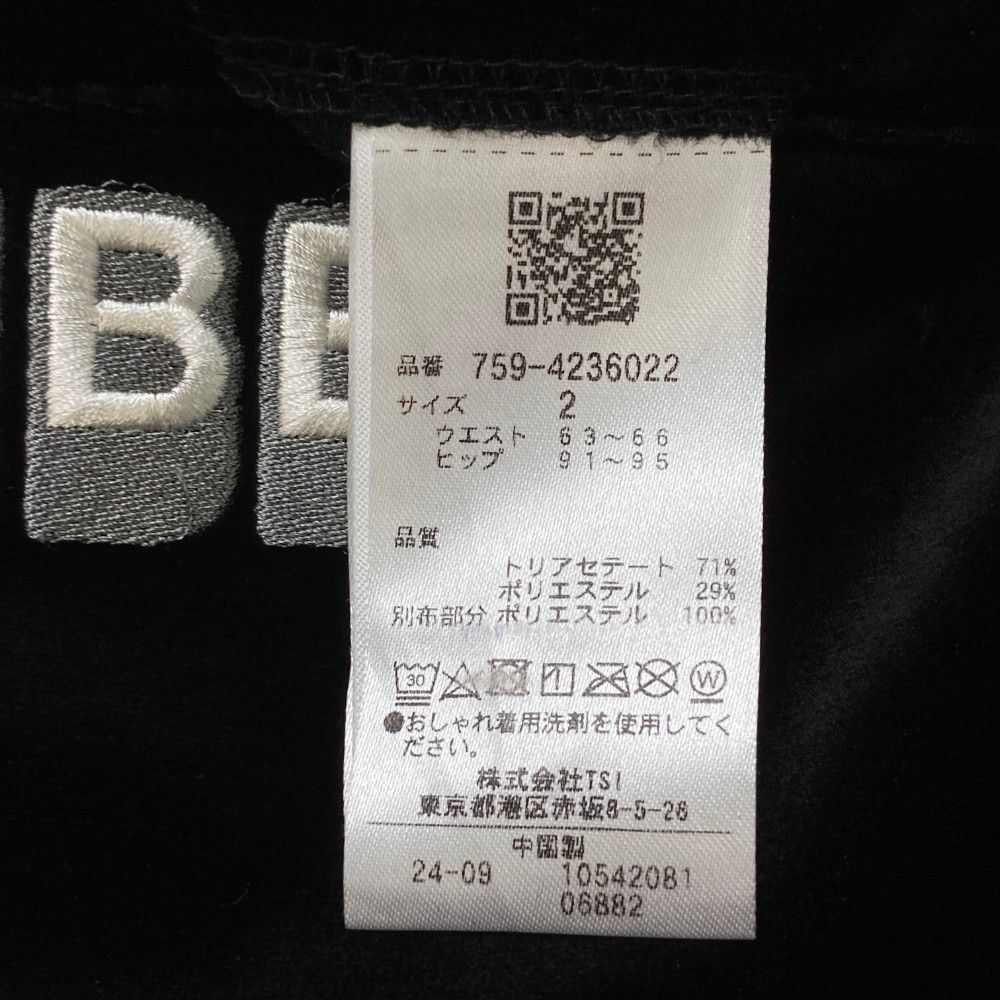 B E
品番 759-4236022
サイズ 2
ウエスト 63～66
ヒップ 91～95
品質
トリアセテート 71%
ポリエステル 29%
別布部分 ポリエステル 100%
30 1 W
●おしゃれ着用洗剤を使用してく
ださい。
株式会社TSI
東京都港区赤坂8-5-26
中国製
24-09 10542081
06882